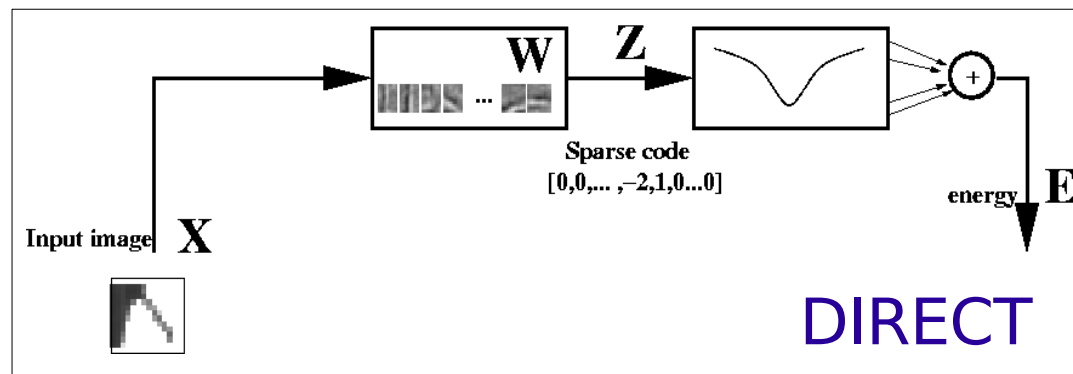 W
...
Z
+
Sparse code
[0,0,... ,−2,1,0...0]
energy E
Input image X
DIRECT